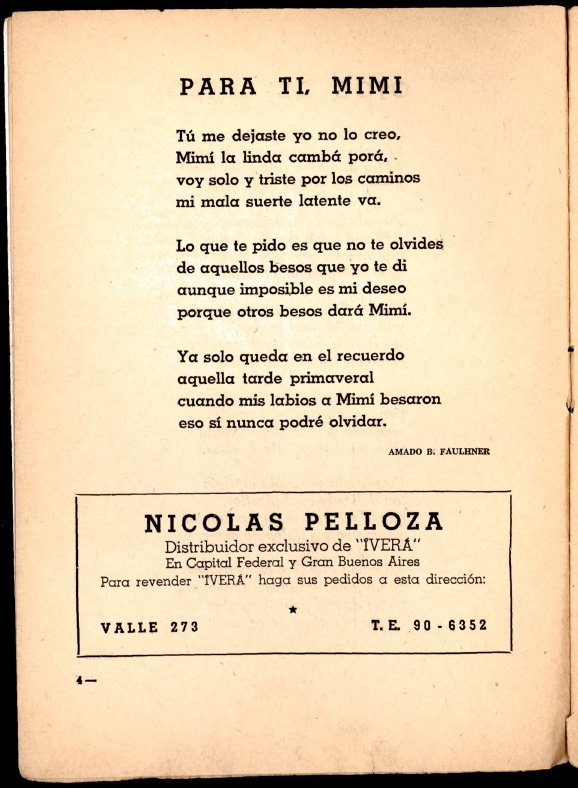 PARA TI, MIMI
Tú me dejaste yo no lo creo,
Mimí la linda cambá porá,
voy solo y triste por los caminos
mi mala suerte latente va.
Lo que te pido es que no te olvides
de aquellos besos que yo te di
aunque imposible es mi deseo
porque otros besos dará Mimí.
Ya solo queda en el recuerdo
aquella tarde primaveral
cuando mis labios a Mimí besaron
eso sí nunca podré olvidar.
AMADO B. FAULHNER
NICOLAS PELLOZA
Distribuidor exclusivo de "ÎVERÁ"
En Capital Federal y Gran Buenos Aires
Para revender "ÎVERÁ" haga sus pedidos a esta dirección:
★
VALLE 273 T. E. 90 - 6352
4—